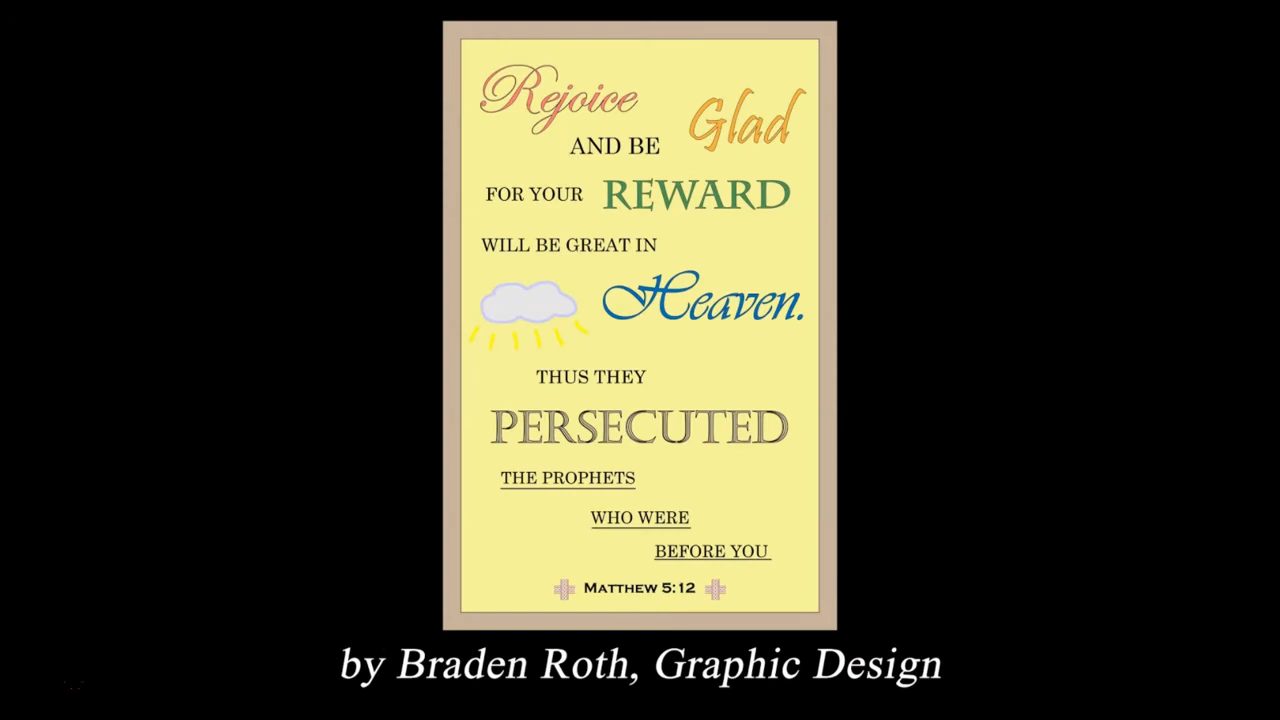 Rejoice
AND BE Glad
FOR YOUR REWARD
WILL BE GREAT IN
Heaven.
THUS THEY
PERSECUTED
THE PROPHETS
WHO WERE
BEFORE YOU
MATTHEW 5:12
by Braden Roth, Graphic Design